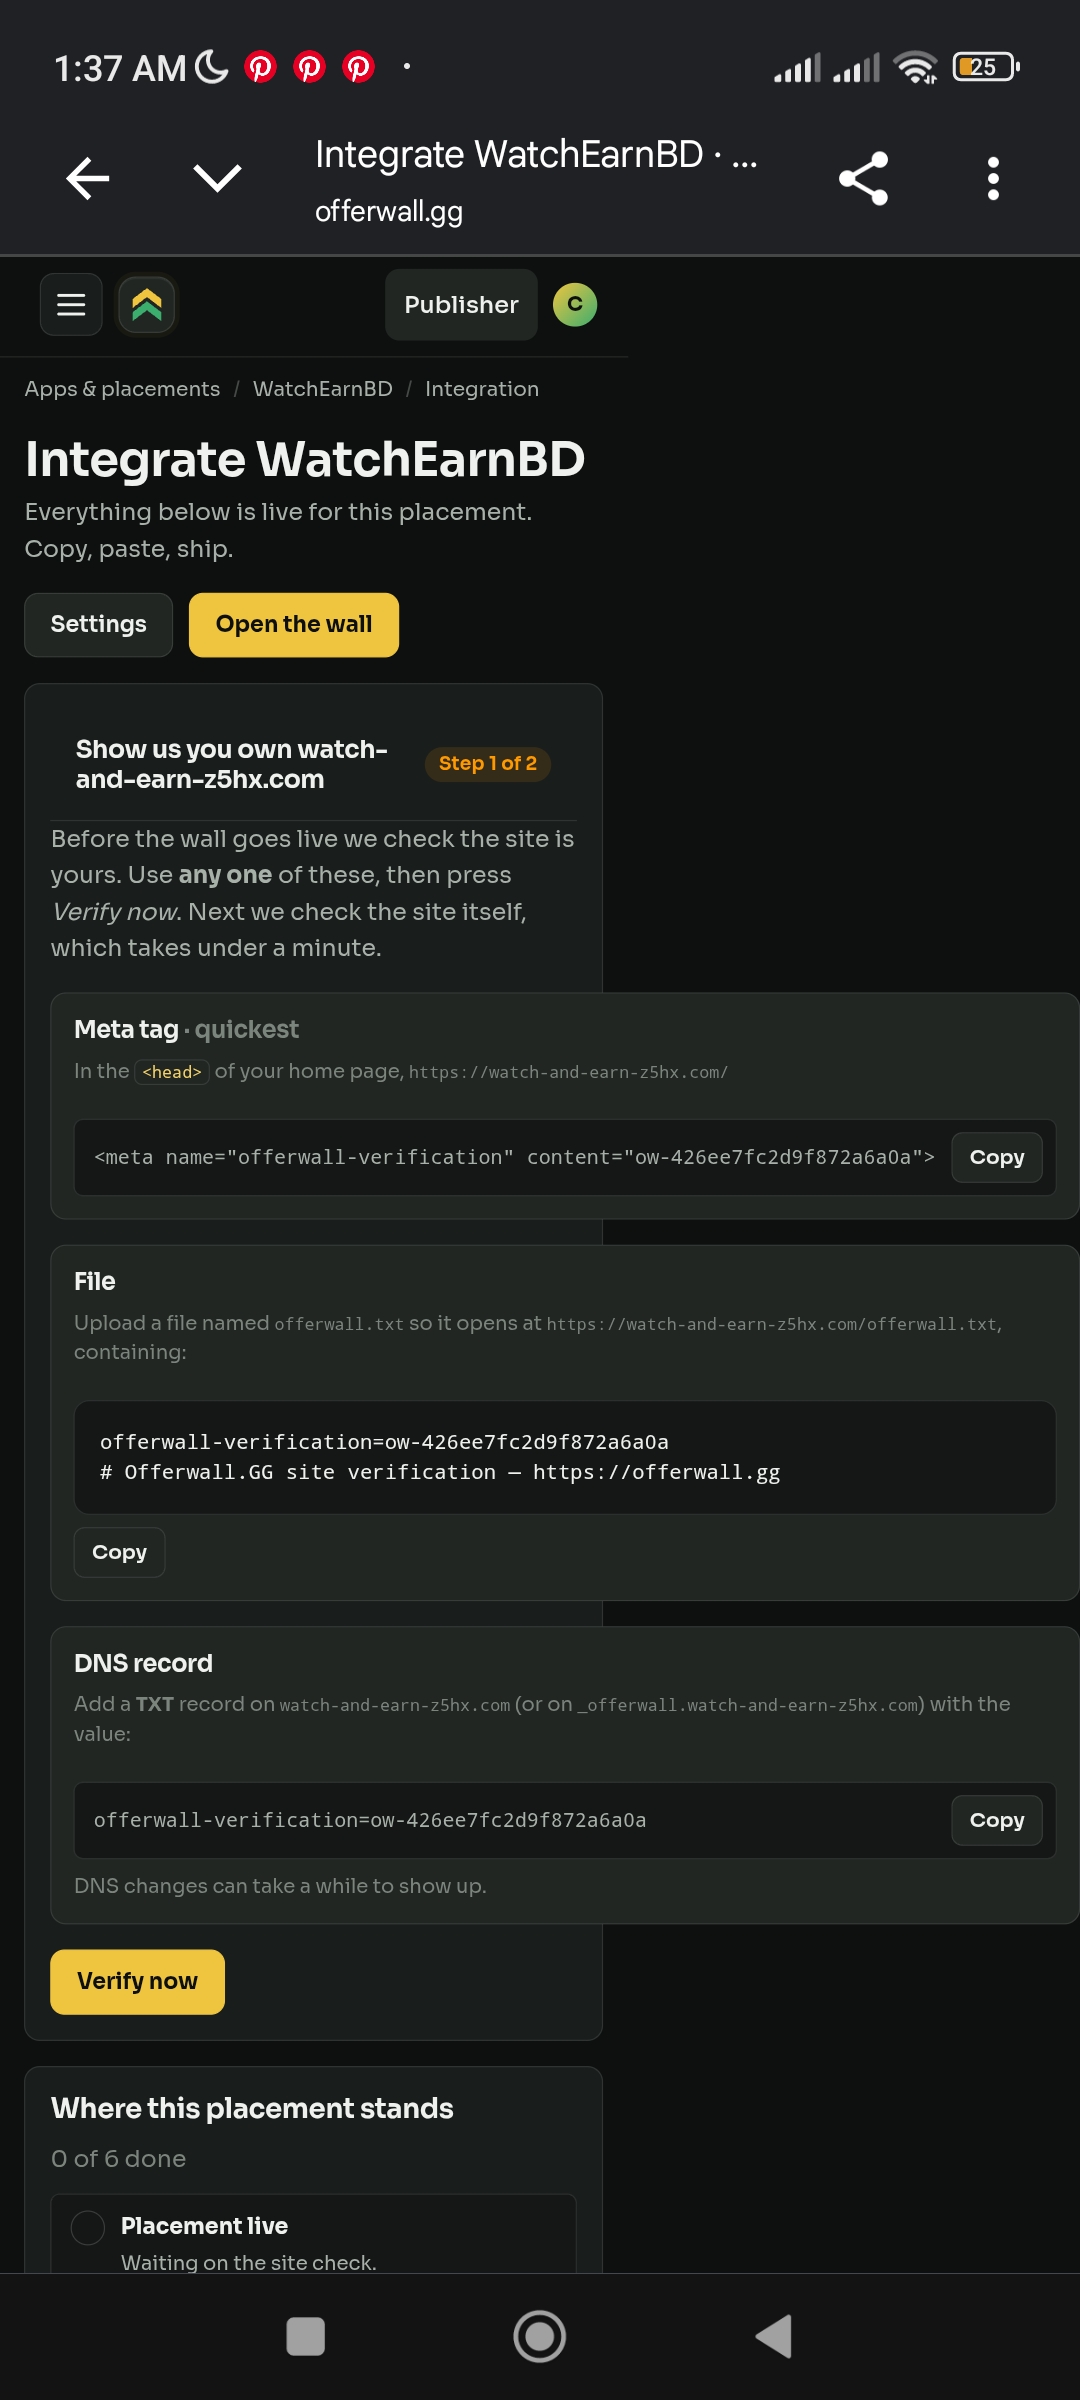 1:37 AM
25
Integrate WatchEarnBD · ...
offerwall.gg
Publisher
C
Apps & placements / WatchEarnBD / Integration
Integrate WatchEarnBD
Everything below is live for this placement.
Copy, paste, ship.
Settings
Open the wall
Show us you own watch-
and-earn-z5hx.com
Step 1 of 2
Before the wall goes live we check the site is
yours. Use any one of these, then press
Verify now. Next we check the site itself,
which takes under a minute.
Meta tag · quickest
In the <head> of your home page, https://watch-and-earn-z5hx.com/
<meta name="offerwall-verification" content="ow-426ee7fc2d9f872a6a0a">
Copy
File
Upload a file named offerwall.txt so it opens at https://watch-and-earn-z5hx.com/offerwall.txt,
containing:
offerwall-verification=ow-426ee7fc2d9f872a6a0a
# Offerwall.GG site verification — https://offerwall.gg
Copy
DNS record
Add a TXT record on watch-and-earn-z5hx.com (or on _offerwall.watch-and-earn-z5hx.com) with the
value:
offerwall-verification=ow-426ee7fc2d9f872a6a0a
Copy
DNS changes can take a while to show up.
Verify now
Where this placement stands
0 of 6 done
Placement live
Waiting on the site check.